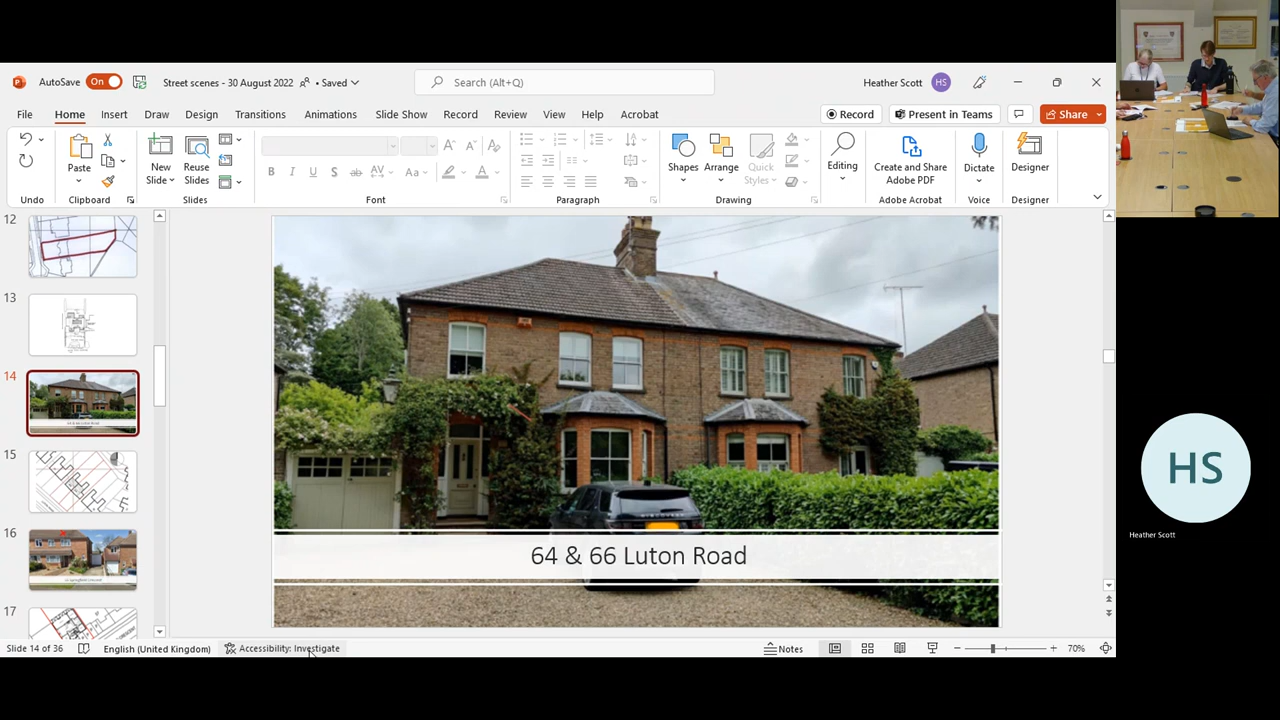 AutoSave On Street scenes - 30 August 2022 • Saved Search (Alt+Q) Heather Scott HS
File Home Insert Draw Design Transitions Animations Slide Show Record Review View Help Acrobat Record Present in Teams Share
Paste
New Slide
Reuse Slides
Shapes
Arrange
Quick Styles
Editing
Create and Share Adobe PDF
Dictate
Designer
Undo Clipboard Slides Font Paragraph Drawing Adobe Acrobat Voice Designer
12
13
14
64 & 66 Luton Road
15
16
17
64 & 66 Luton Road
HS
Heather Scott
Slide 14 of 36 English (United Kingdom) Accessibility: Investigate Notes 70%